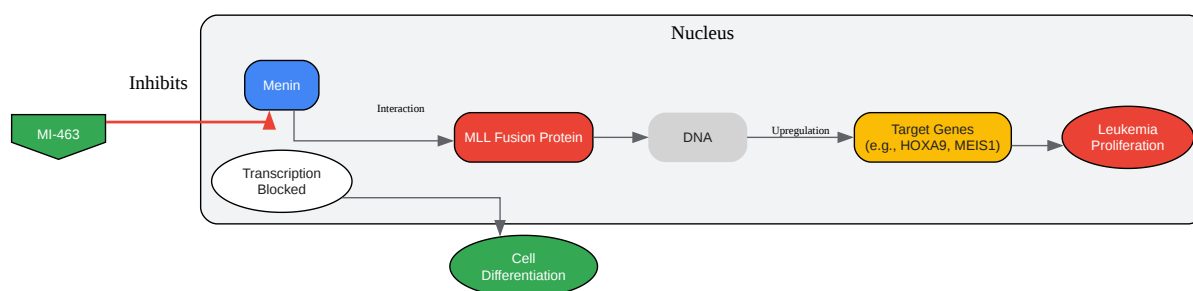 Nucleus
Inhibits
MI-463
Menin
Interaction
MLL Fusion Protein
DNA
Upregulation
Target Genes
(e.g., HOXA9, MEIS1)
Leukemia
Proliferation
Transcription
Blocked
Cell
Differentiation